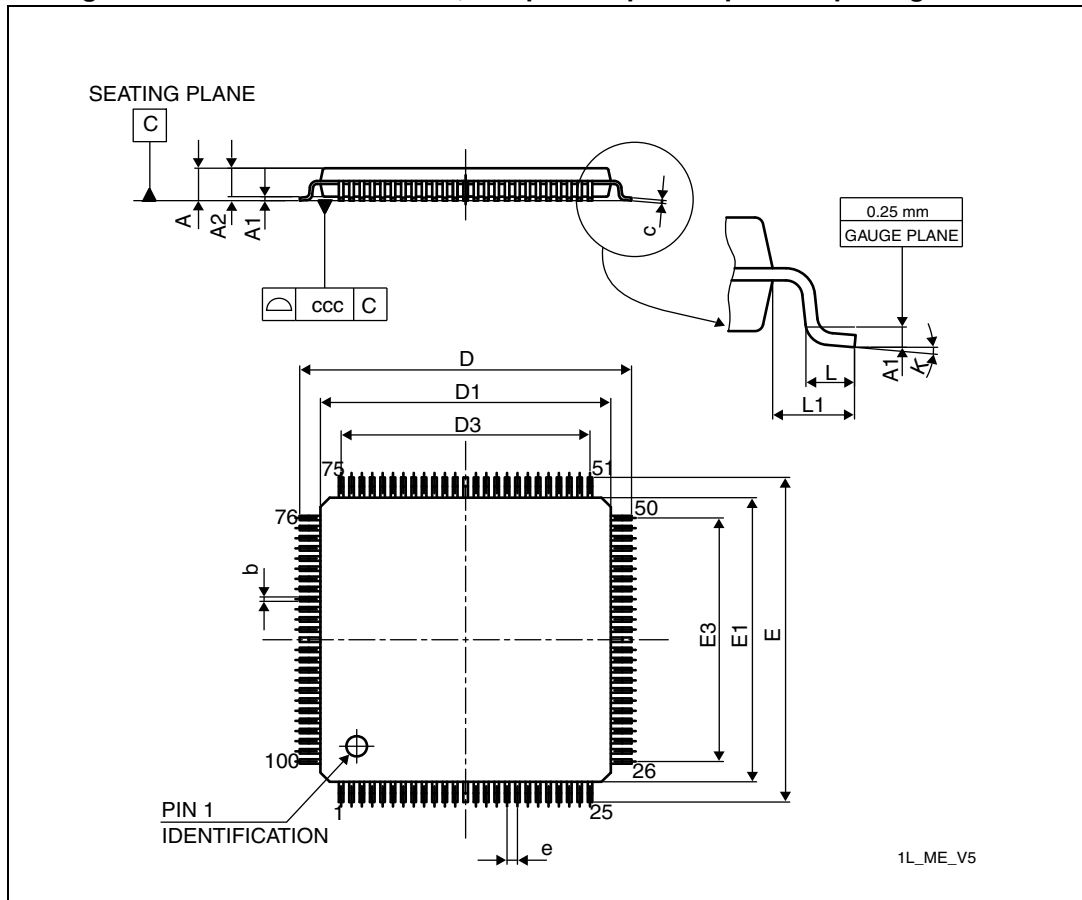 SEATING PLANE
C
A
A2
A1
c
0.25 mm
GAUGE PLANE
ccc C
A1
K
L
L1
D
D1
D3
75
51
76
50
b
E3
E1
E
100
26
PIN 1
IDENTIFICATION
1
25
e
1L_ME_V5